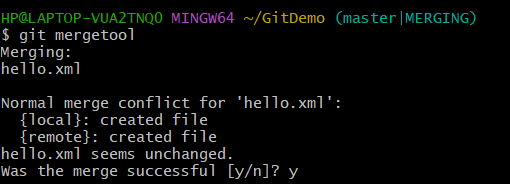 HP@LAPTOP-VUA2TNQO MINGW64 ~/GitDemo (master|MERGING)
$ git mergetool
Merging:
hello.xml
Normal merge conflict for 'hello.xml':
{local}: created file
{remote}: created file
hello.xml seems unchanged.
Was the merge successful [y/n]? y